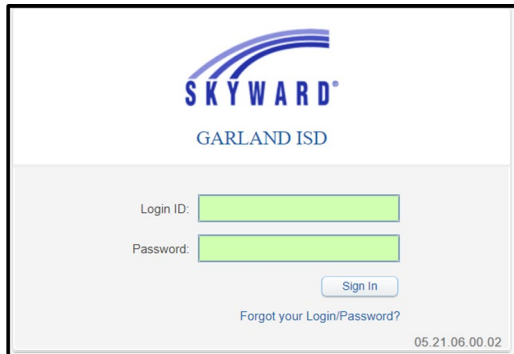 SKYWARD®
GARLAND ISD
Login ID:
Password:
Sign In
Forgot your Login/Password?
05.21.06.00.02